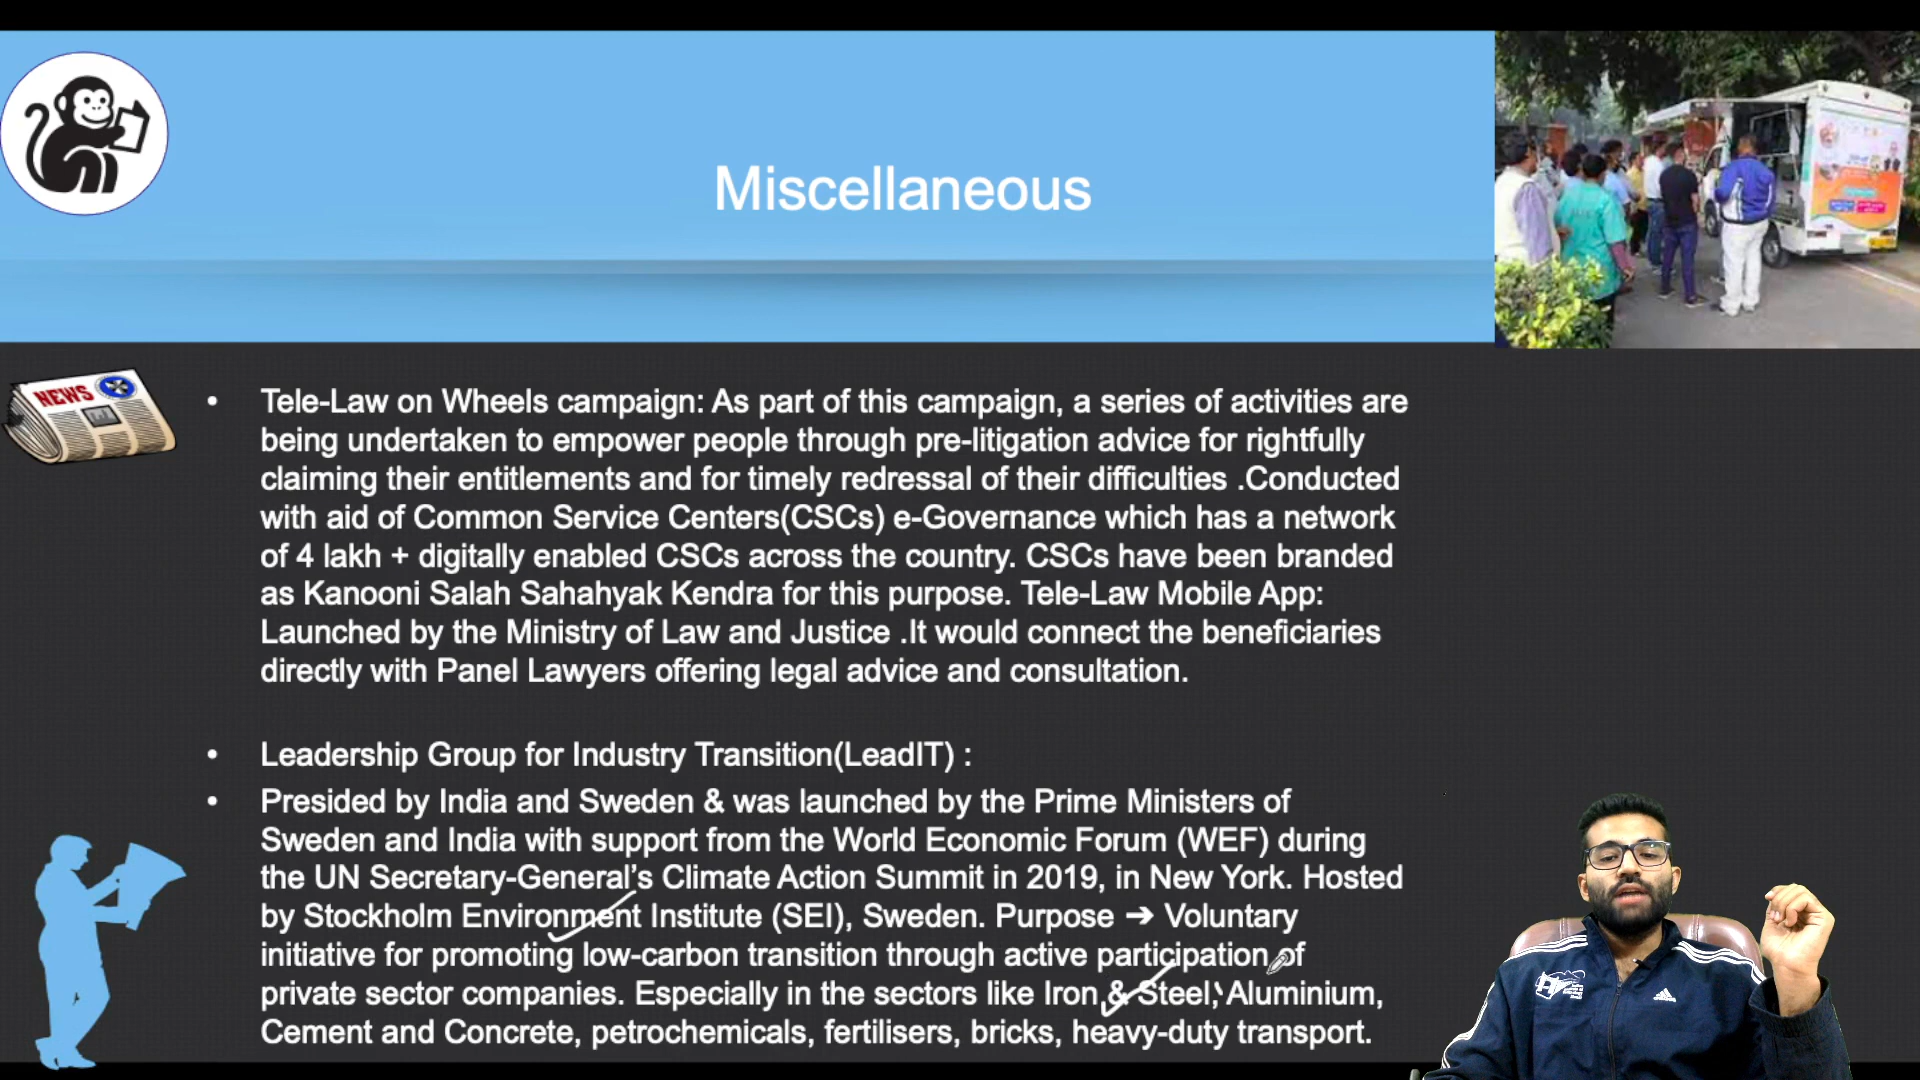 Miscellaneous
NEWS
• Tele-Law on Wheels campaign: As part of this campaign, a series of activities are
being undertaken to empower people through pre-litigation advice for rightfully
claiming their entitlements and for timely redressal of their difficulties .Conducted
with aid of Common Service Centers(CSCs) e-Governance which has a network
of 4 lakh + digitally enabled CSCs across the country. CSCs have been branded
as Kanooni Salah Sahahyak Kendra for this purpose. Tele-Law Mobile App:
Launched by the Ministry of Law and Justice .It would connect the beneficiaries
directly with Panel Lawyers offering legal advice and consultation.
• Leadership Group for Industry Transition(LeadIT) :
• Presided by India and Sweden & was launched by the Prime Ministers of
Sweden and India with support from the World Economic Forum (WEF) during
the UN Secretary-General’s Climate Action Summit in 2019, in New York. Hosted
by Stockholm Environment Institute (SEI), Sweden. Purpose ➔ Voluntary
initiative for promoting low-carbon transition through active participation of
private sector companies. Especially in the sectors like Iron & Steel, Aluminium,
Cement and Concrete, petrochemicals, fertilisers, bricks, heavy-duty transport.